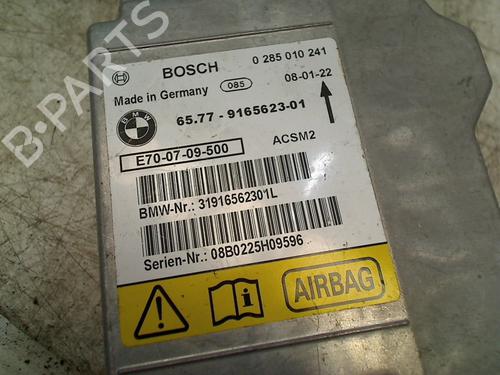 BOSCH 0 285 010 241
Made in Germany 085 08-01-22
BMW 65.77 - 9165623-01
E70-07-09-500 ACSM2
BMW-Nr.: 31916562301L
Serien-Nr.: 08B0225H09596
AIRBAG
B-PARTS